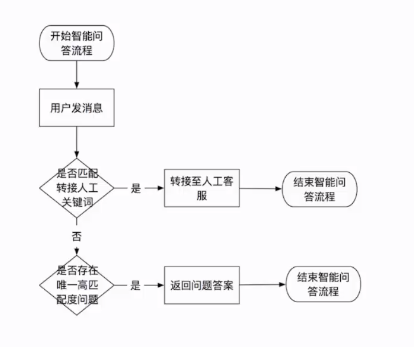 开始智能问
答流程
用户发消息
是否匹配
转接人工
关键词
是
转接至人工客
服
结束智能问
答流程
否
是否存在
唯一高匹
配度问题
是
返回问题答案
结束智能问
答流程